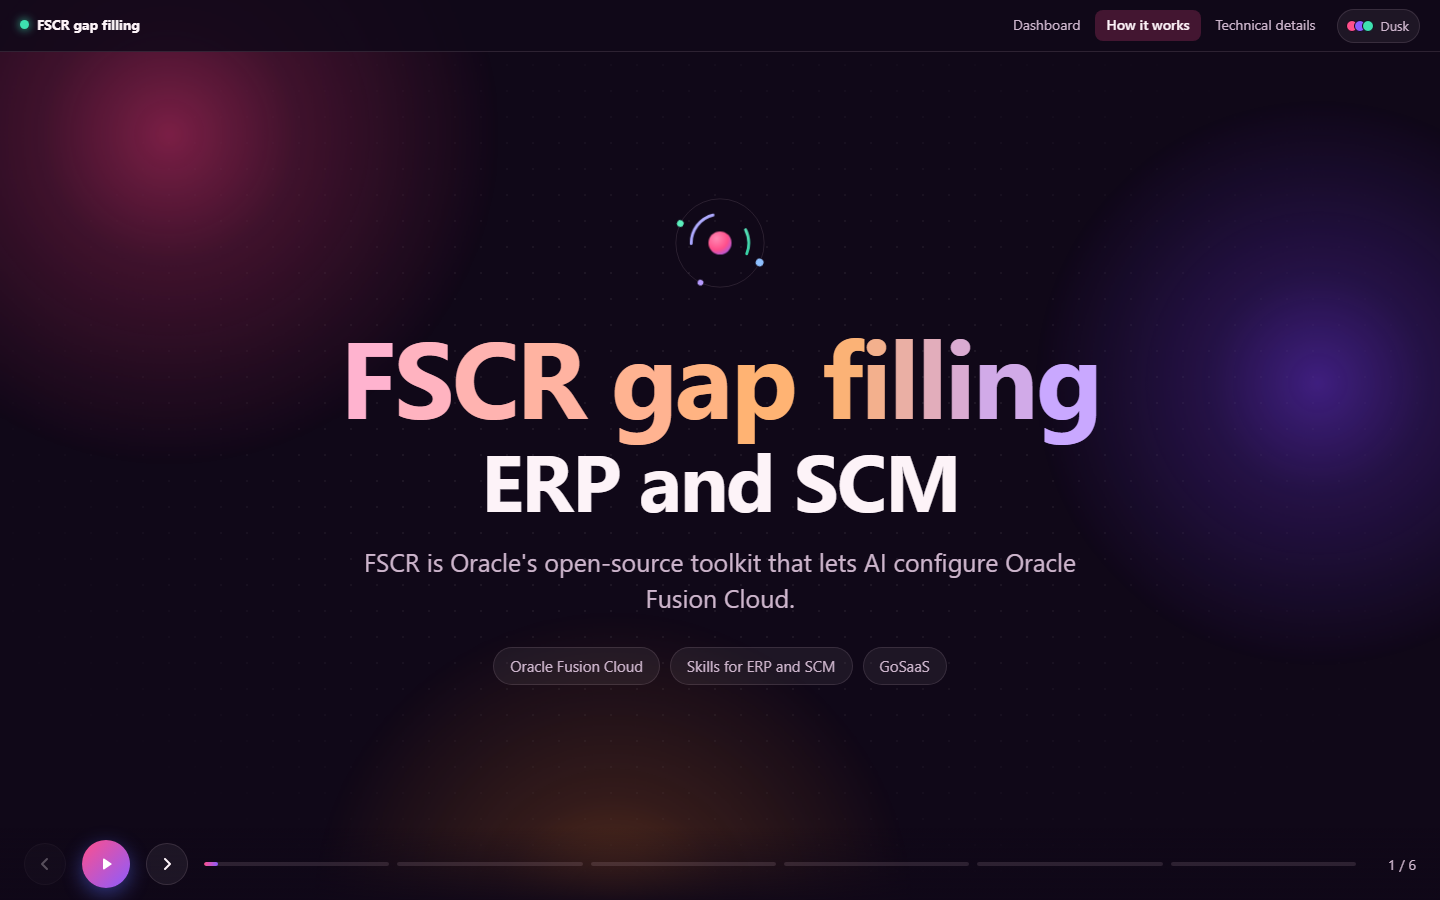 FSCR gap filling
Dashboard
How it works
Technical details
Dusk
FSCR gap filling
ERP and SCM
FSCR is Oracle's open-source toolkit that lets AI configure Oracle
Fusion Cloud.
Oracle Fusion Cloud
Skills for ERP and SCM
GoSaaS
1 / 6